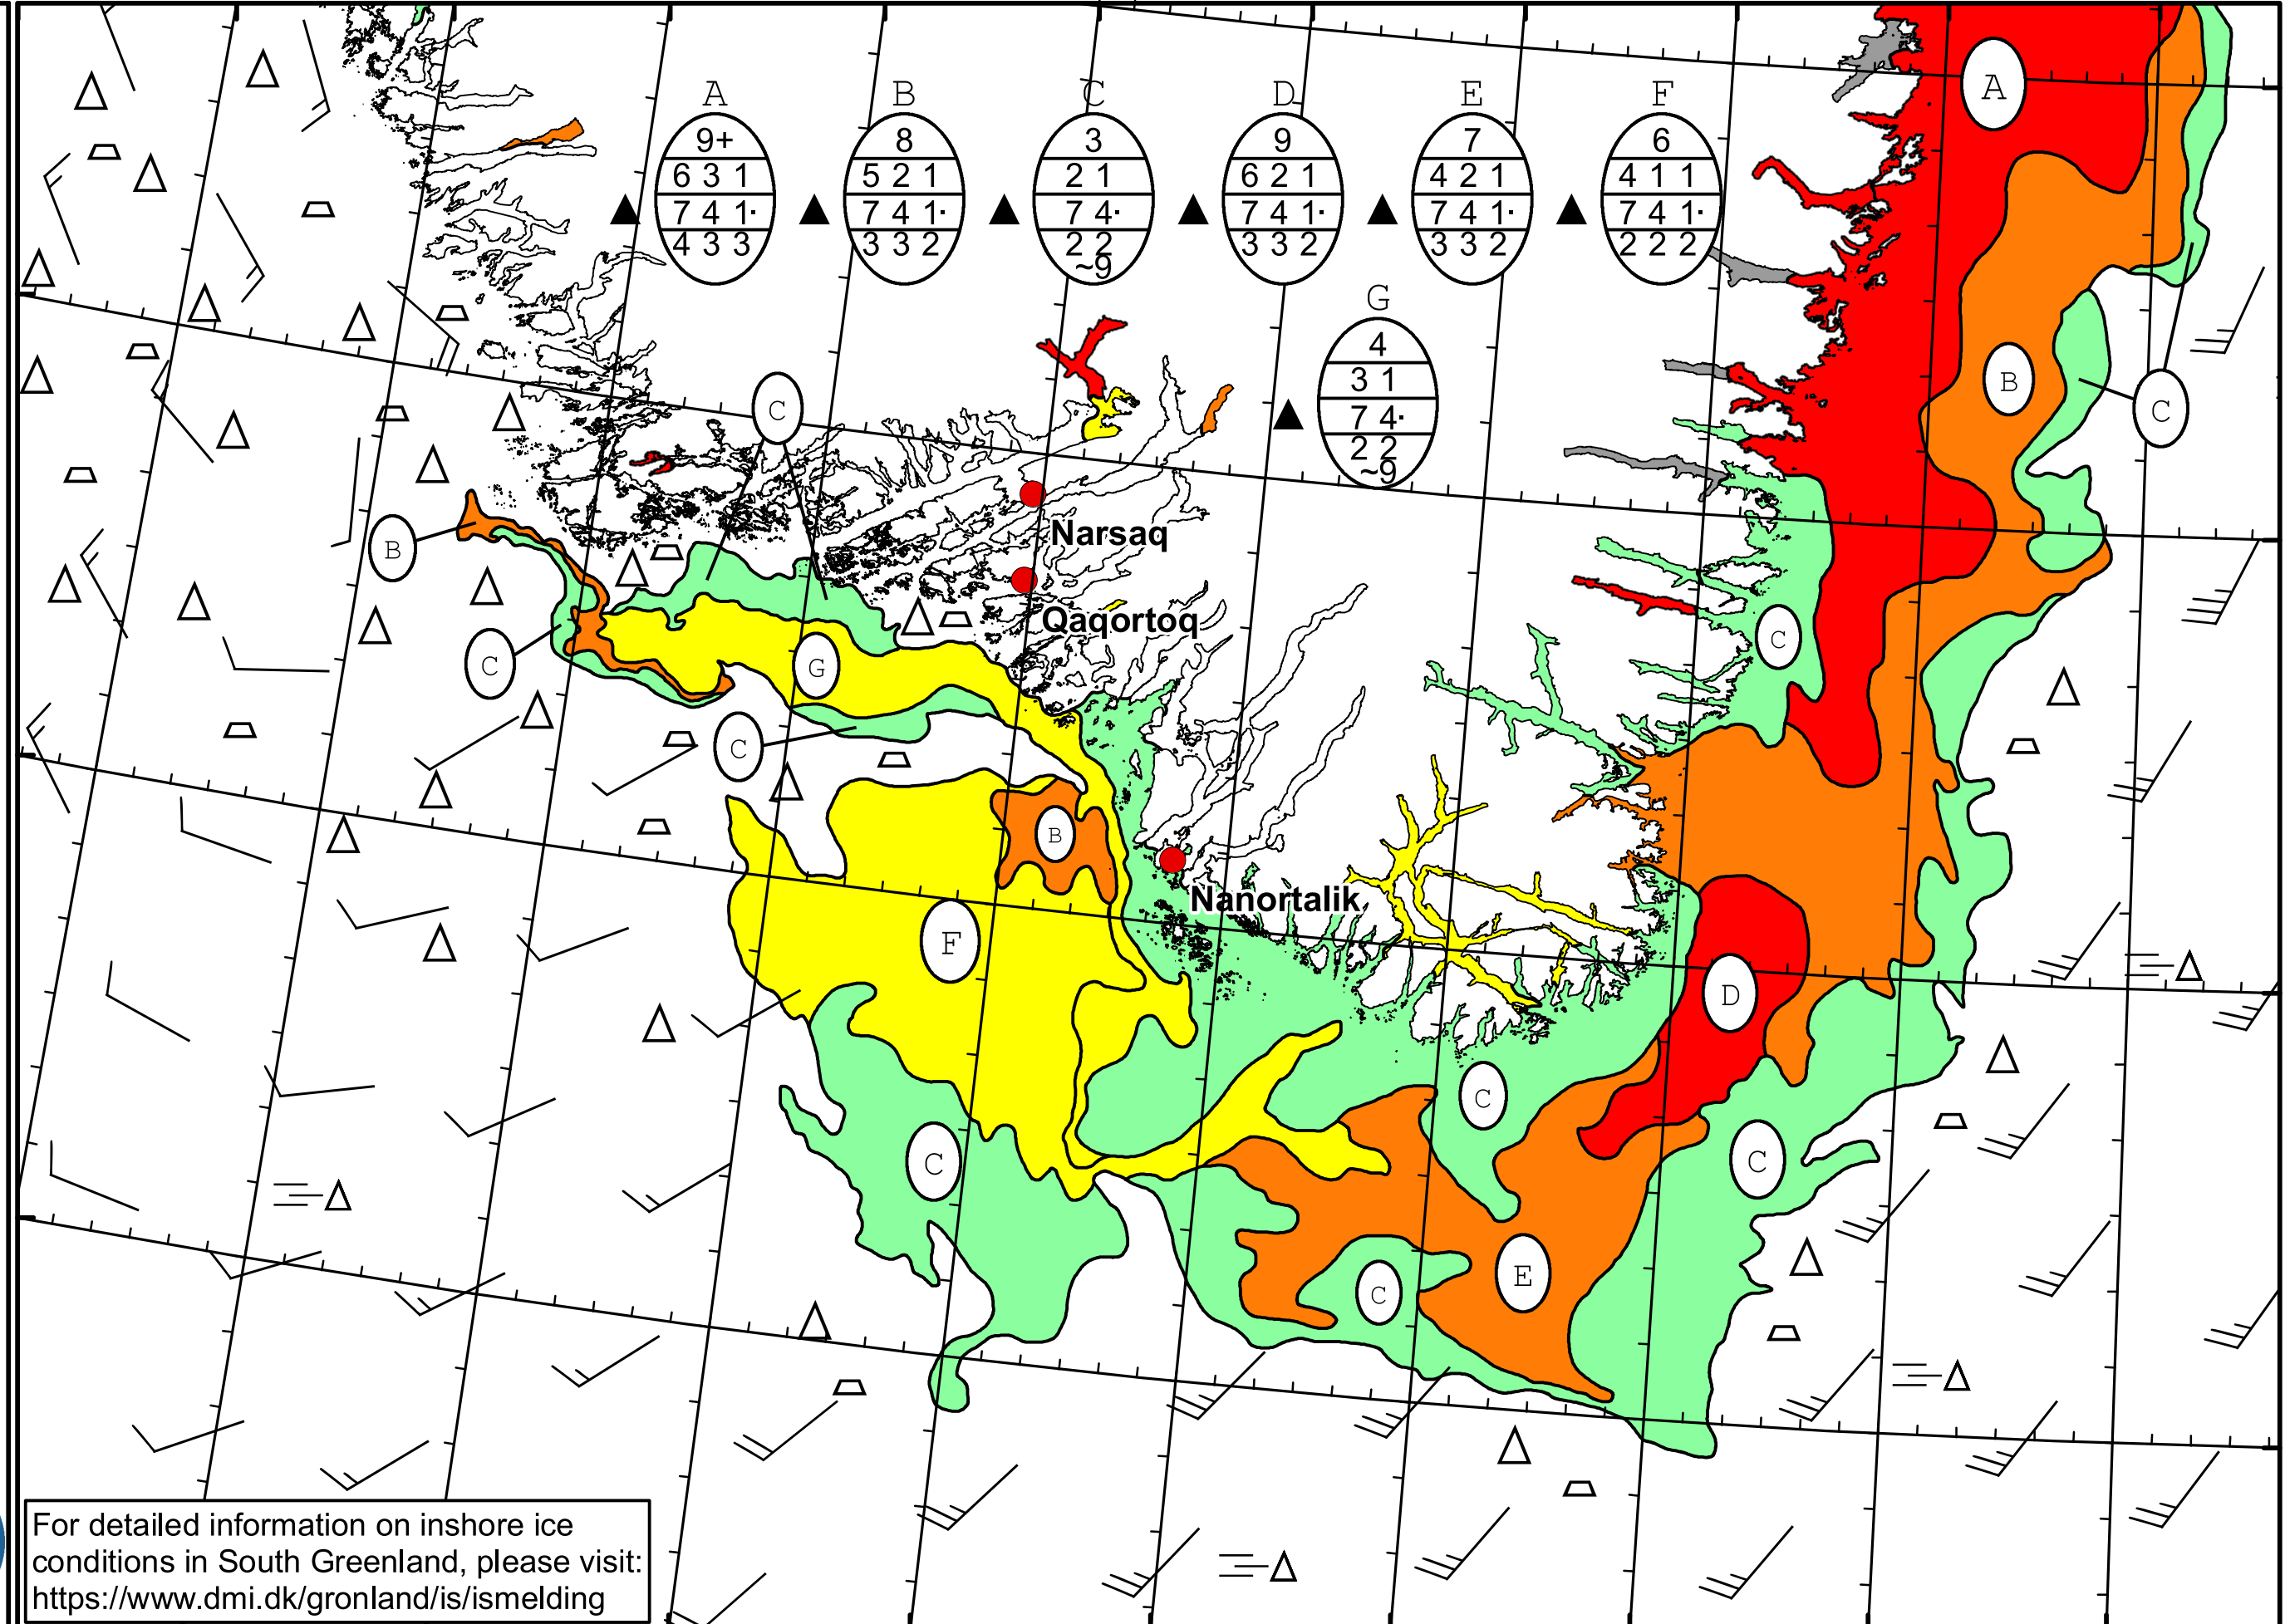 A B C D E F
9+ 8 3 9 7 6
6 3 1 5 2 1 2 1 6 2 1 4 2 1 4 1 1
7 4 1· 7 4 1· 7 4· 7 4 1· 7 4 1· 7 4 1·
4 3 3 3 3 2 2 2 3 3 2 3 3 2 2 2 2
~9
A
G
4
3 1
7 4·
2 2
~9
B
C
C
Narsaq
B
Qaqortoq
C
C
G
C
B
Nanortalik
F
D
C
C
C
E
C
For detailed information on inshore ice
conditions in South Greenland, please visit:
https://www.dmi.dk/gronland/is/ismelding